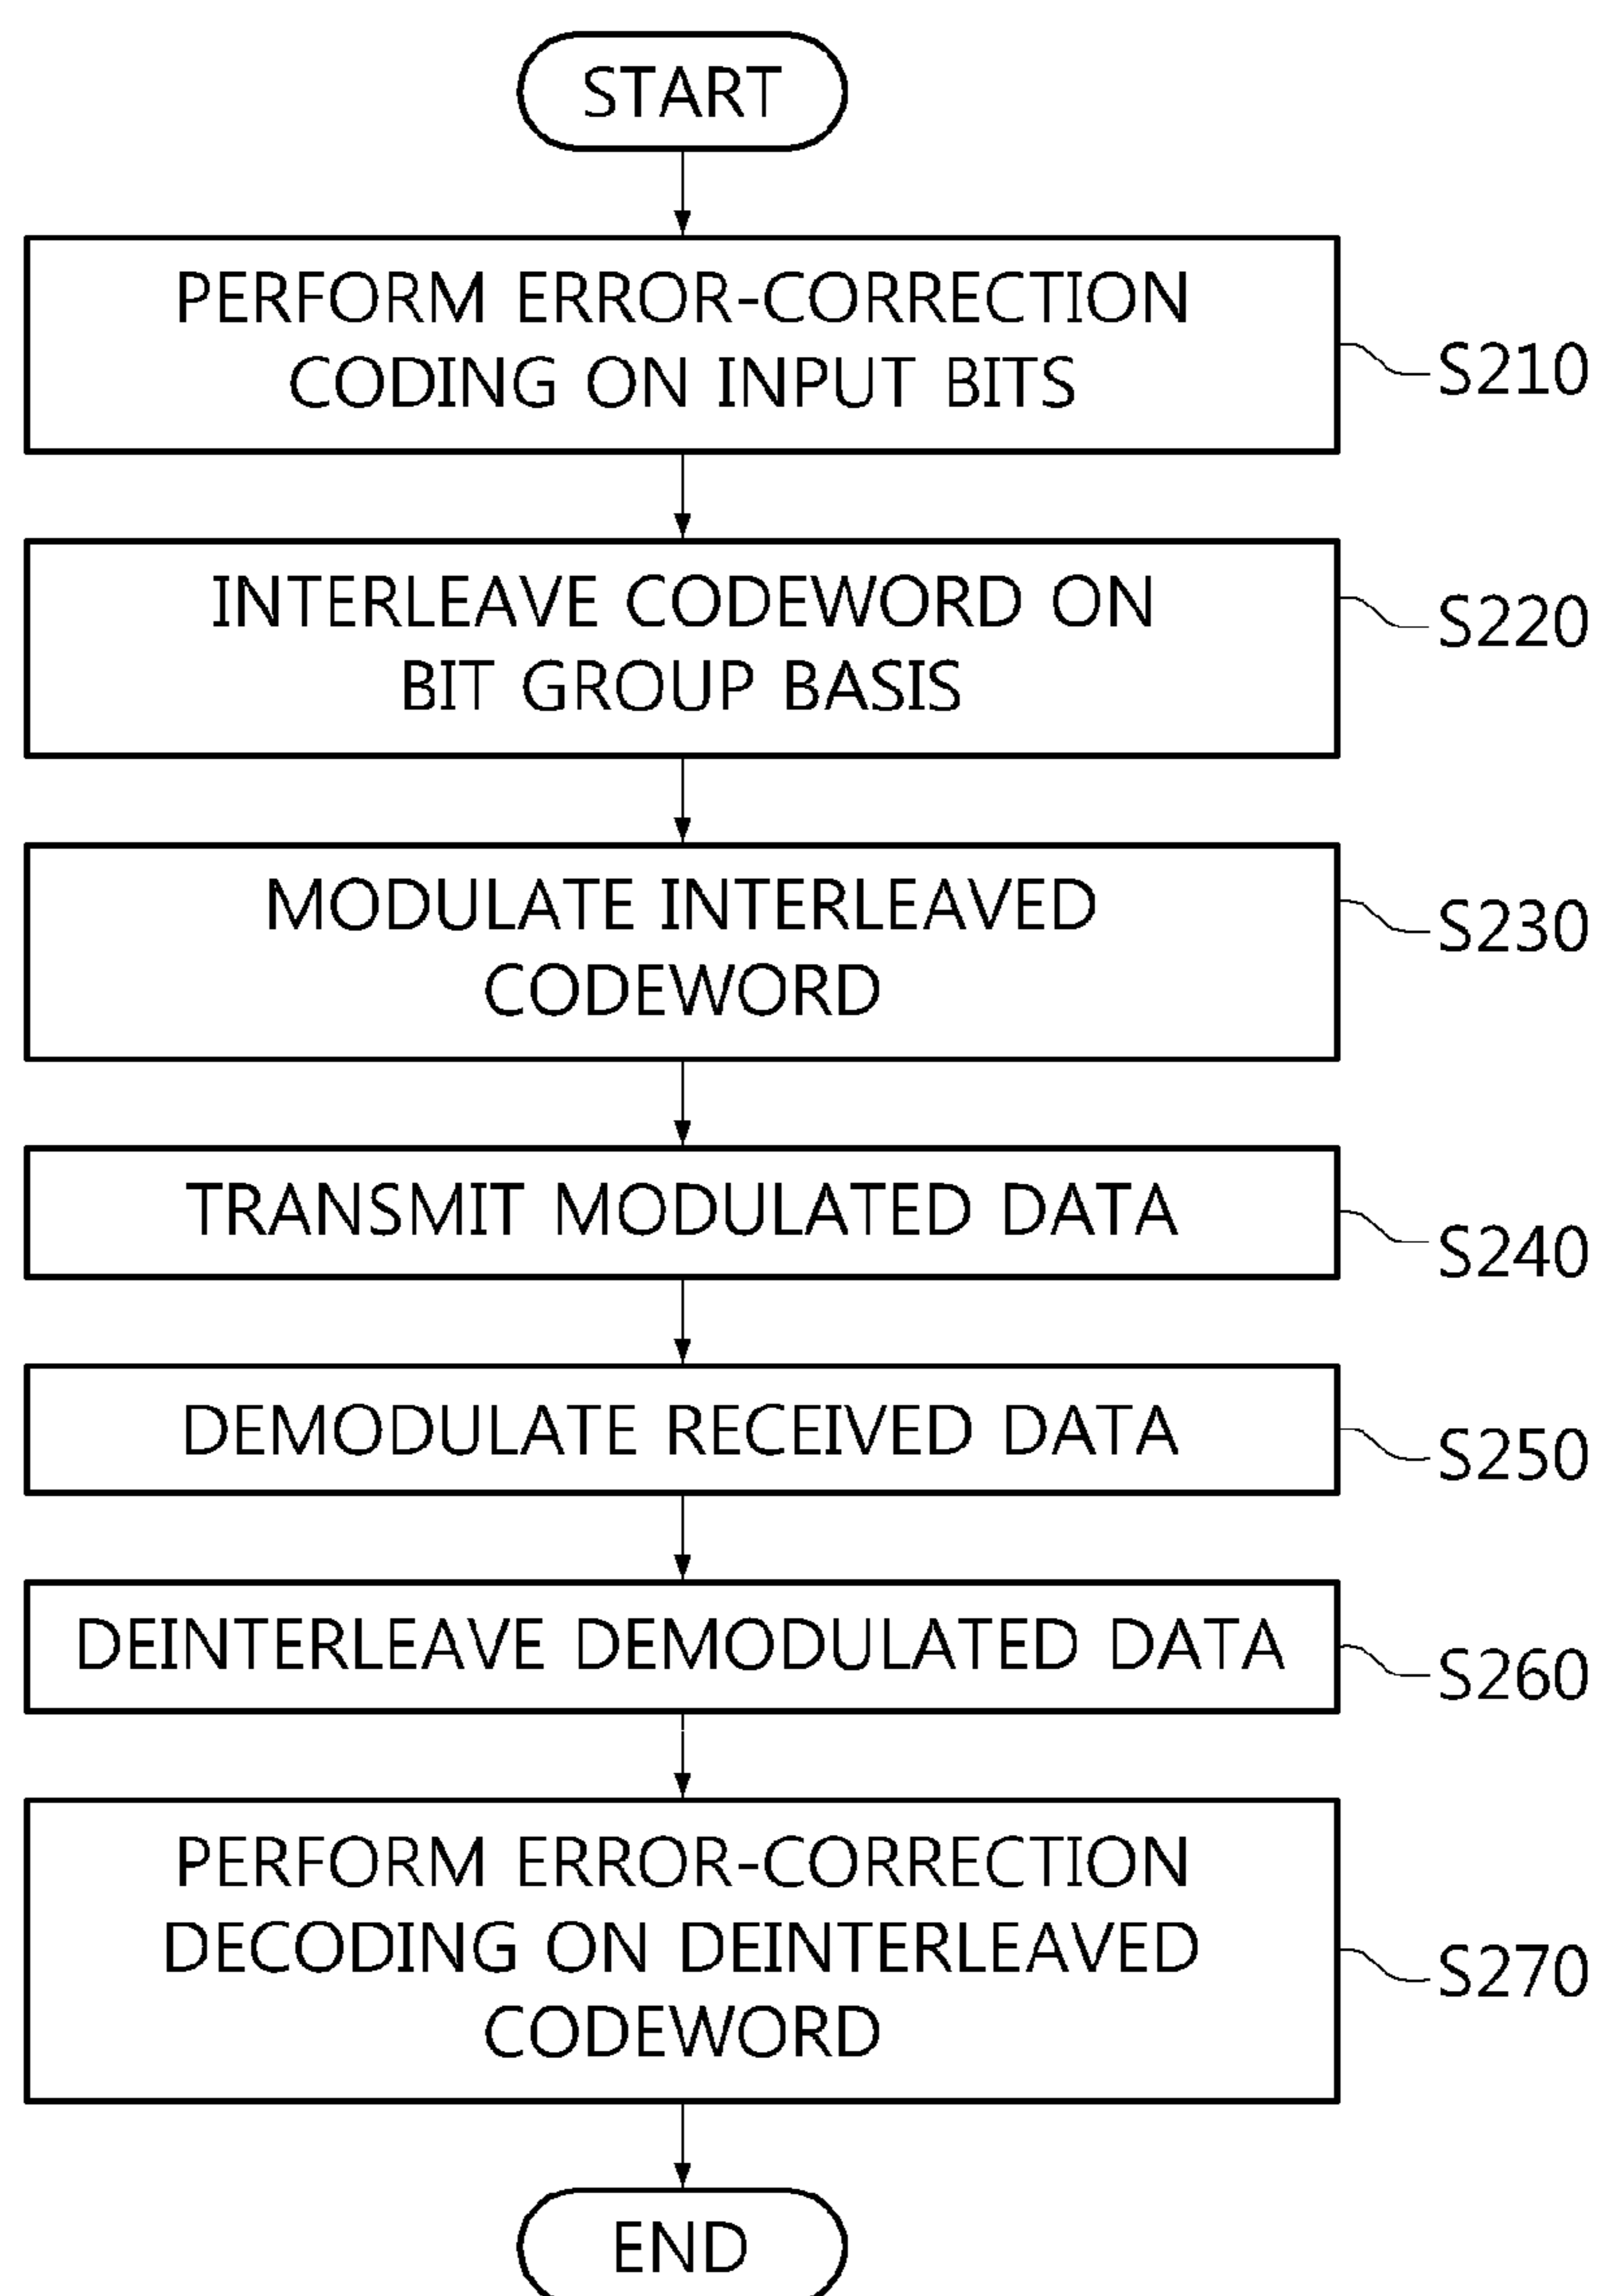 START
PERFORM ERROR-CORRECTION
CODING ON INPUT BITS
S210
INTERLEAVE CODEWORD ON
BIT GROUP BASIS
S220
MODULATE INTERLEAVED
CODEWORD
S230
TRANSMIT MODULATED DATA
S240
DEMODULATE RECEIVED DATA
S250
DEINTERLEAVE DEMODULATED DATA
S260
PERFORM ERROR-CORRECTION
DECODING ON DEINTERLEAVED
CODEWORD
S270
END